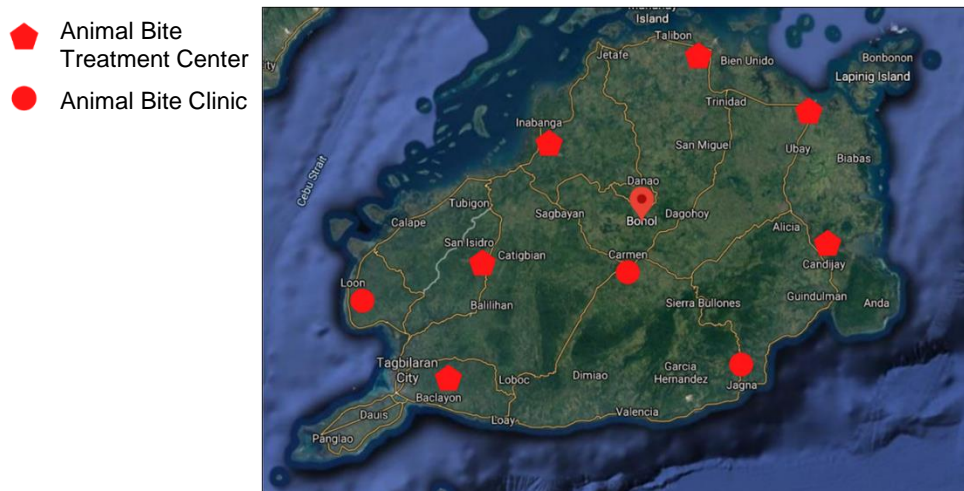 Animal Bite
Treatment Center
Animal Bite Clinic
Island
Talibon
Jetafe
Bien Unido
Bonbonon
Lapinig Island
Trinidad
Inabanga
San Miguel
Ubay
Biabas
Cebu Strait
Danao
Tubigon
Sagbayan
Bohol
Dagohoy
Calape
Alicia
San Isidro
Catigbian
Carmen
Candijay
Loon
Balilihan
Sierra Bullones
Guindulman
Anda
Tagbilaran
City
Loboc
Dimiao
Garcia
Hernandez
Jagna
Baclayon
Dauis
Loay
Valencia
Panglao